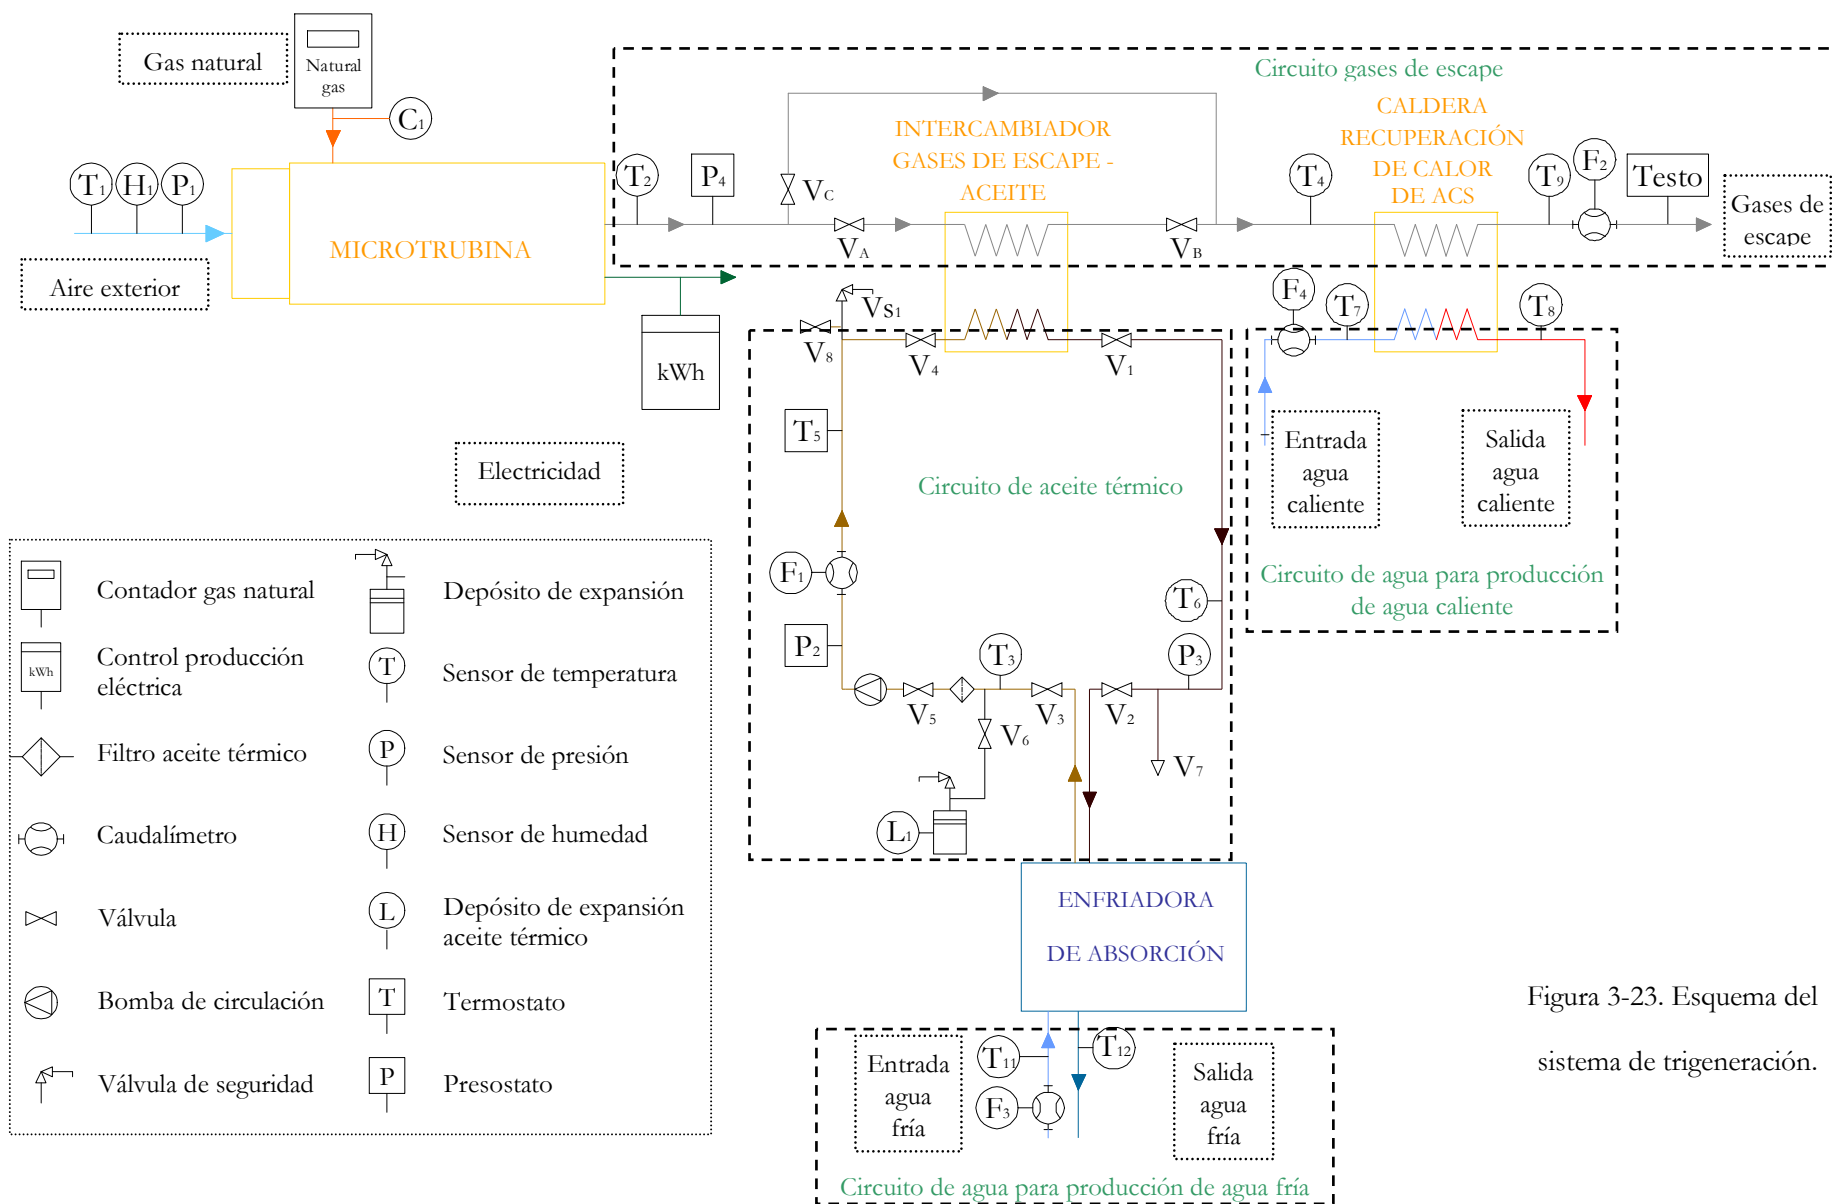 Gas natural
Natural
gas
C1
T1
H1
P1
Aire exterior
MICROTRUBINA
kWh
Electricidad
Circuito gases de escape
T2
P4
VC
VA
INTERCAMBIADOR
GASES DE ESCAPE -
ACEITE
VB
T4
CALDERA
RECUPERACIÓN
DE CALOR
DE ACS
T9
F2
Testo
Gases de
escape
VS1
V8
V4
V1
T5
Circuito de aceite térmico
F1
T6
P2
T3
P3
V5
V3
V2
V6
V7
L1
F4
T7
T8
Entrada
agua
caliente
Salida
agua
caliente
Circuito de agua para producción
de agua caliente
ENFRIADORA
DE ABSORCIÓN
Entrada
agua
fría
T11
T12
F3
Salida
agua
fría
Circuito de agua para producción de agua fría
Contador gas natural
kWh
Control producción
eléctrica
Filtro aceite térmico
Caudalímetro
Válvula
Bomba de circulación
Válvula de seguridad
Depósito de expansión
T
Sensor de temperatura
P
Sensor de presión
H
Sensor de humedad
L
Depósito de expansión
aceite térmico
T
Termostato
P
Presostato
Figura 3-23. Esquema del
sistema de trigeneración.